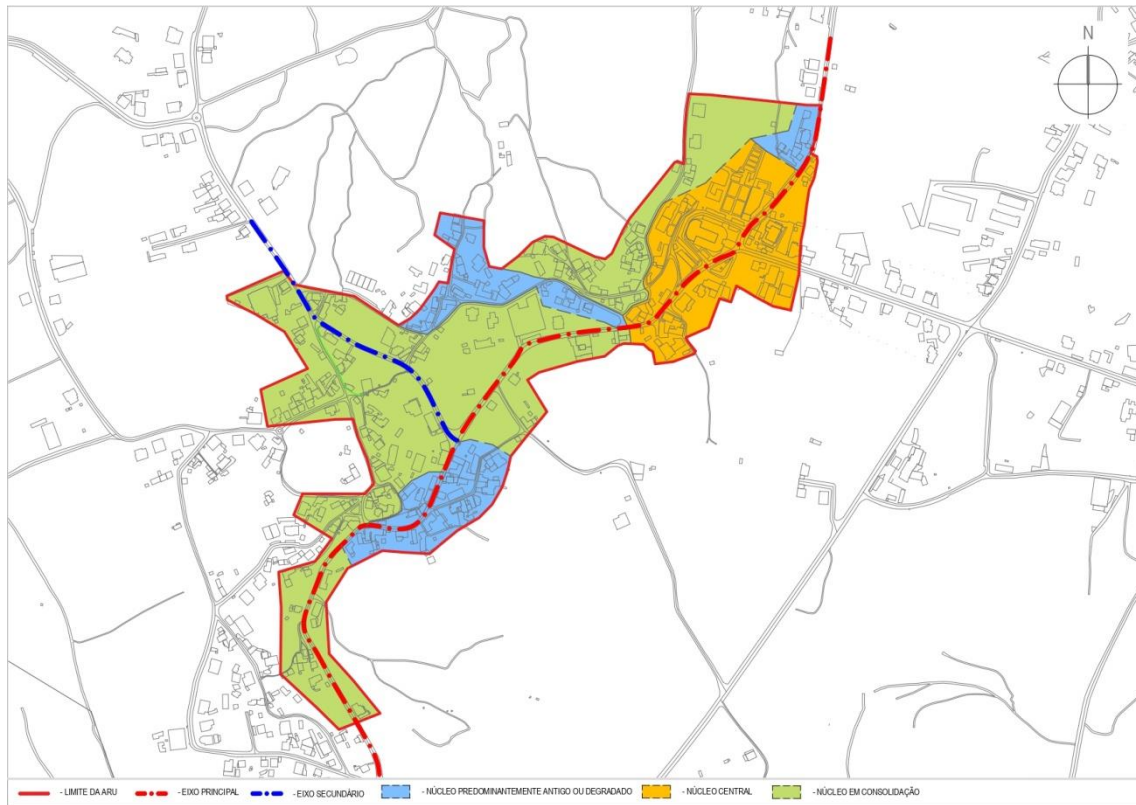 N
- LIMITE DA ARU - EIXO PRINCIPAL - EIXO SECUNDÁRIO - NÚCLEO PREDOMINANTEMENTE ANTIGO OU DEGRADADO - NÚCLEO CENTRAL - NÚCLEO EM CONSOLIDAÇÃO